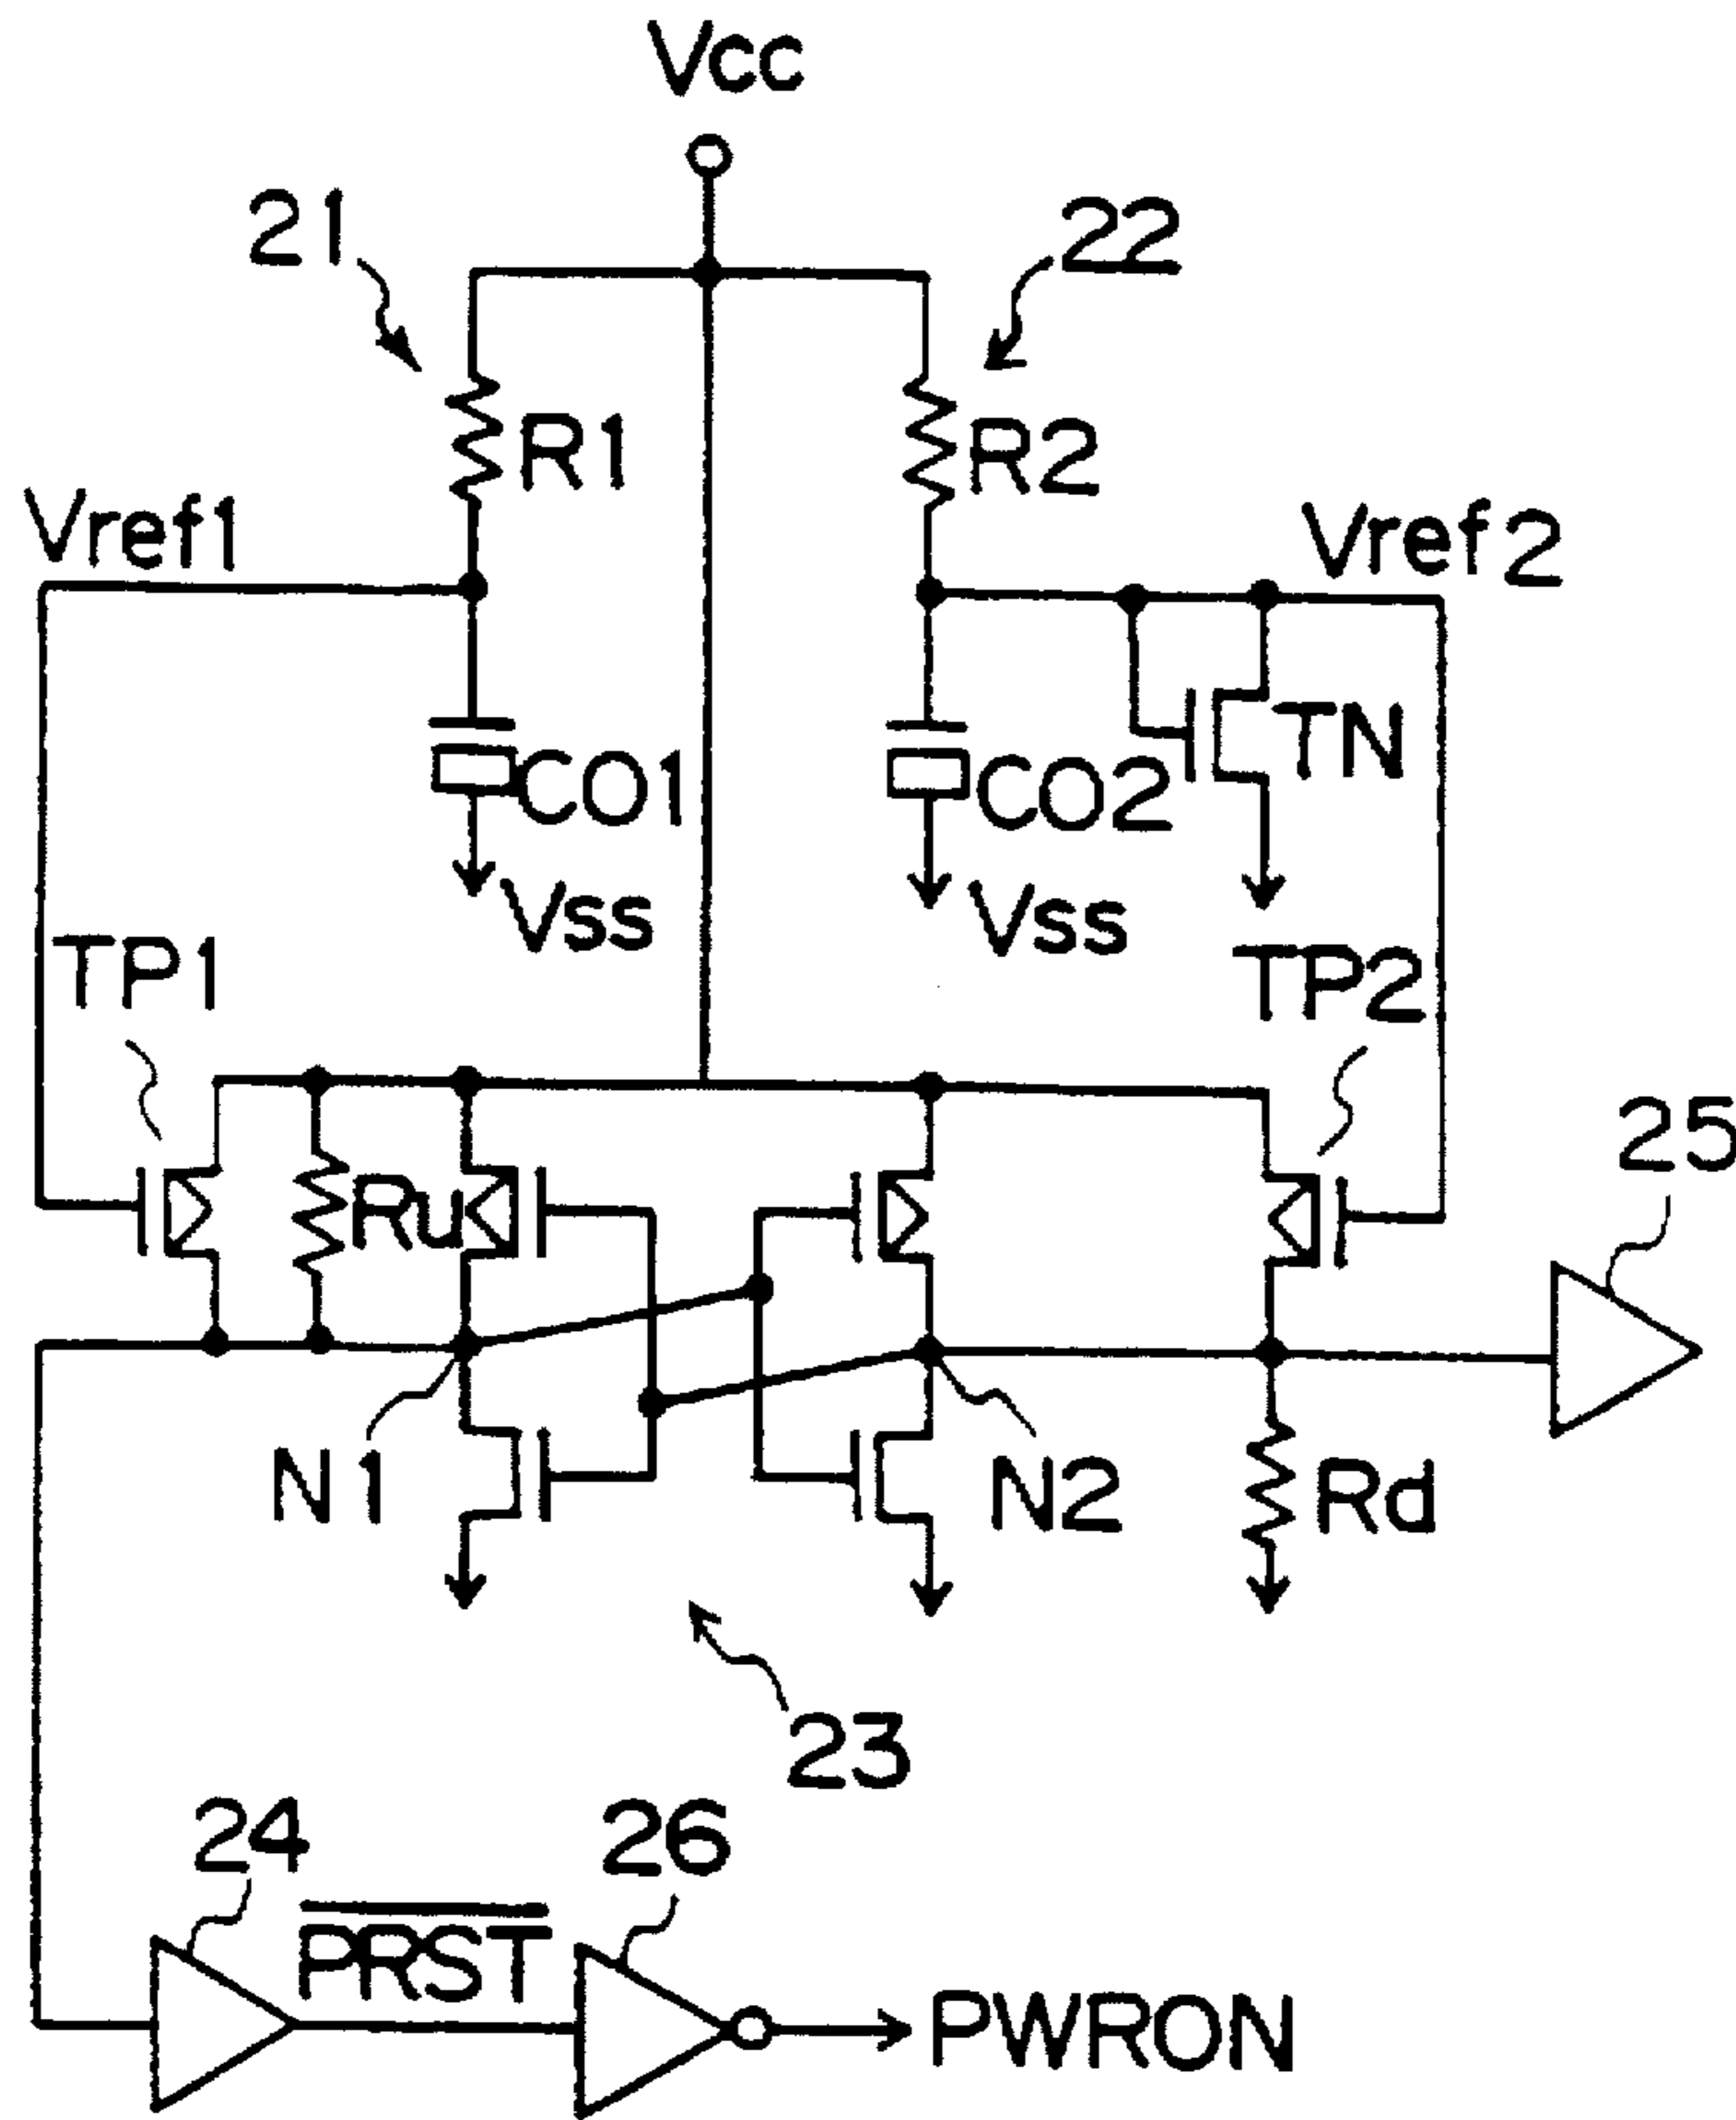 Vcc
21
22
R1
R2
Vref1
Vref2
TN
CO1
CO2
Vss
Vss
TP1
TP2
25
Ru
N1
N2
Rd
23
24
26
PRST
PWRON